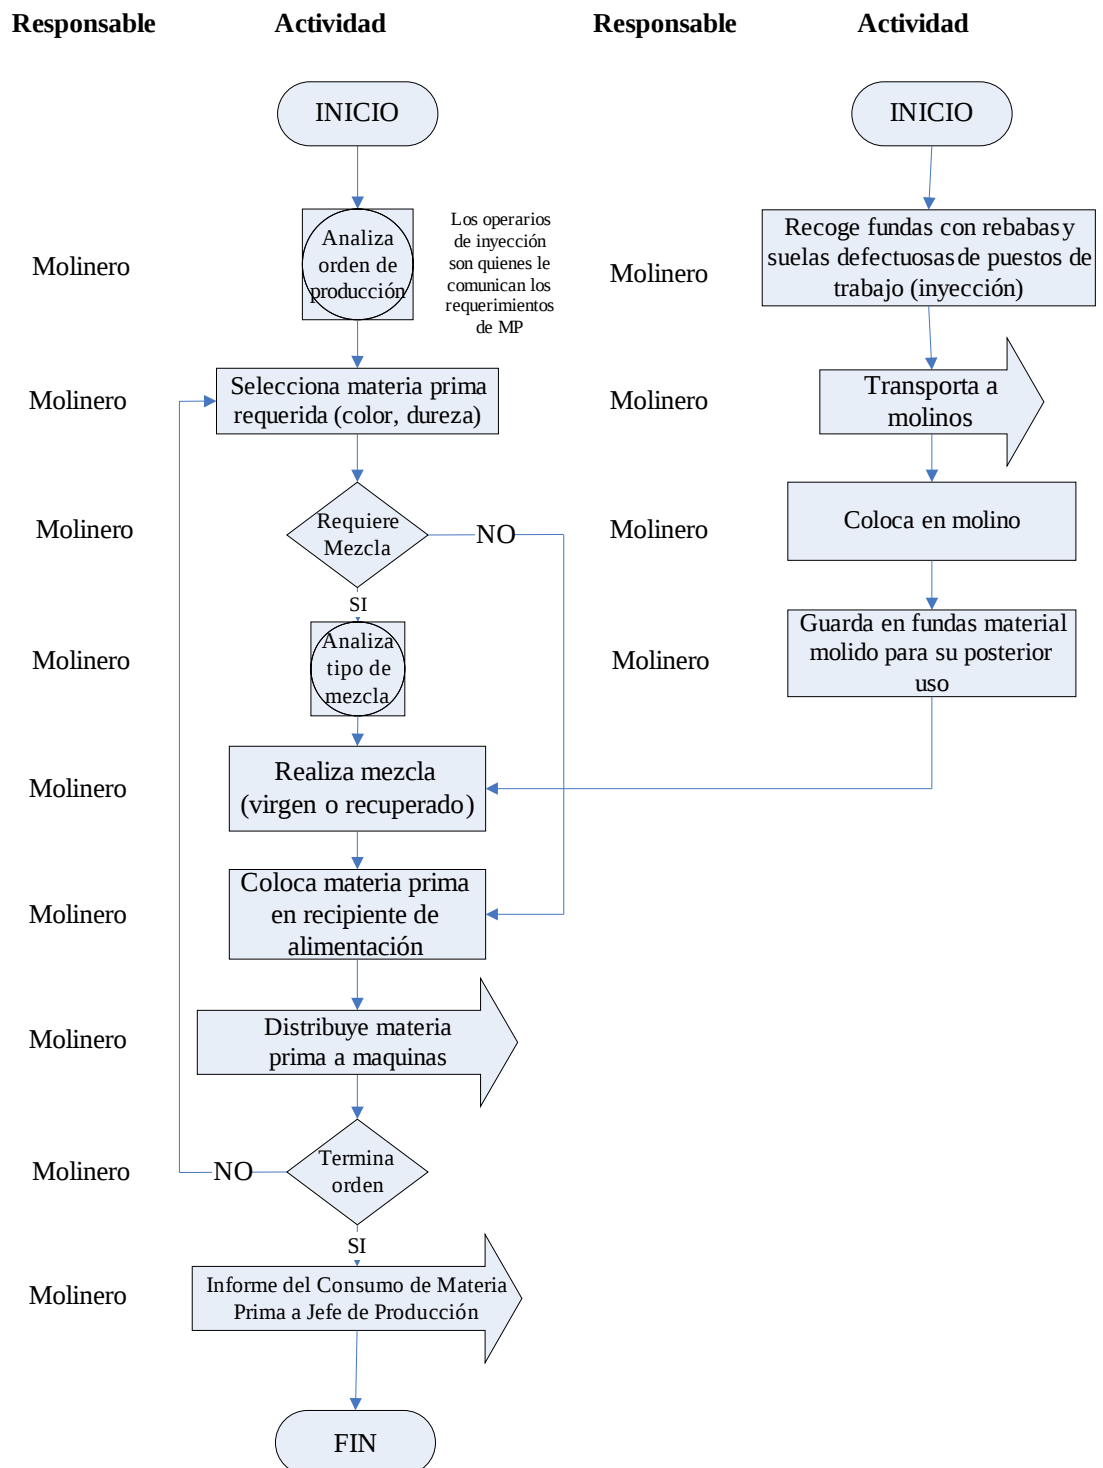 Responsable
Actividad
Responsable
Actividad
INICIO
Molinero
Analiza
orden de
producción
Los operarios
de inyección
son quienes le
comunican los
requerimientos
de MP
Molinero
Selecciona materia prima
requerida (color, dureza)
Molinero
Requiere
Mezcla
NO
SI
Molinero
Analiza
tipo de
mezcla
Molinero
Realiza mezcla
(virgen o recuperado)
Molinero
Coloca materia prima
en recipiente de
alimentación
Molinero
Distribuye materia
prima a maquinas
Molinero
NO
Termina
orden
SI
Molinero
Informe del Consumo de Materia
Prima a Jefe de Producción
FIN
INICIO
Molinero
Recoge fundas con rebabas y
suelas defectuosas de puestos de
trabajo (inyección)
Molinero
Transporta a
molinos
Molinero
Coloca en molino
Molinero
Guarda en fundas material
molido para su posterior
uso